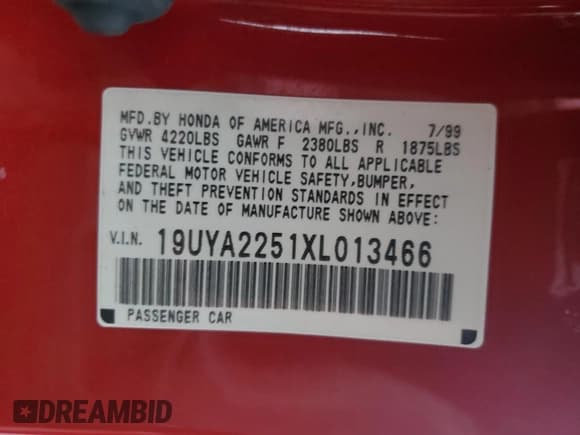 MFD.BY HONDA OF AMERICA MFG.,INC. 7/99
GVWR 4220LBS GAWR F 2380LBS R 1875LBS
THIS VEHICLE CONFORMS TO ALL APPLICABLE
FEDERAL MOTOR VEHICLE SAFETY,BUMPER,
AND THEFT PREVENTION STANDARDS IN EFFECT
ON THE DATE OF MANUFACTURE SHOWN ABOVE:
V.I.N. 19UYA2251XL013466
PASSENGER CAR
DREAMBID